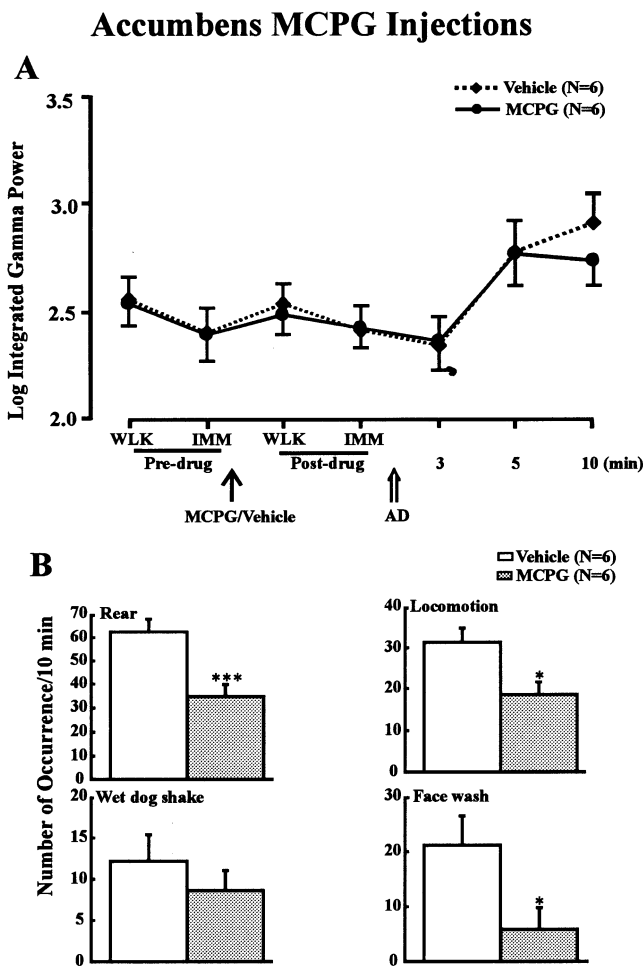 Accumbens MCPG Injections
A
Vehicle (N=6)
MCPG (N=6)
Log Integrated Gamma Power
3.5
3.0
2.5
2.0
WLK IMM WLK IMM
Pre-drug Post-drug 3 5 10 (min)
MCPG/Vehicle AD
B
Vehicle (N=6)
MCPG (N=6)
Number of Occurrence/10 min
Rear
70
60
50
40
30
20
10
0
***
Locomotion
40
30
20
10
0
*
Wet dog shake
20
15
10
5
0
Face wash
30
20
10
0
*